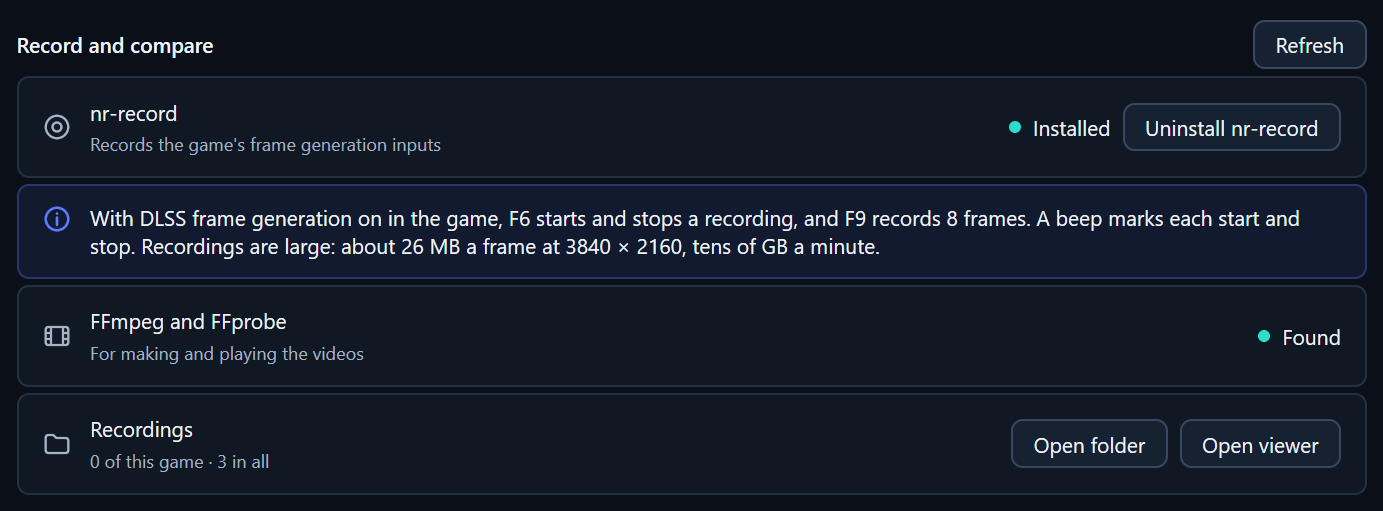 Record and compare
Refresh
nr-record
Records the game's frame generation inputs
Installed
Uninstall nr-record
With DLSS frame generation on in the game, F6 starts and stops a recording, and F9 records 8 frames. A beep marks each start and
stop. Recordings are large: about 26 MB a frame at 3840 × 2160, tens of GB a minute.
FFmpeg and FFprobe
For making and playing the videos
Found
Recordings
0 of this game · 3 in all
Open folder
Open viewer